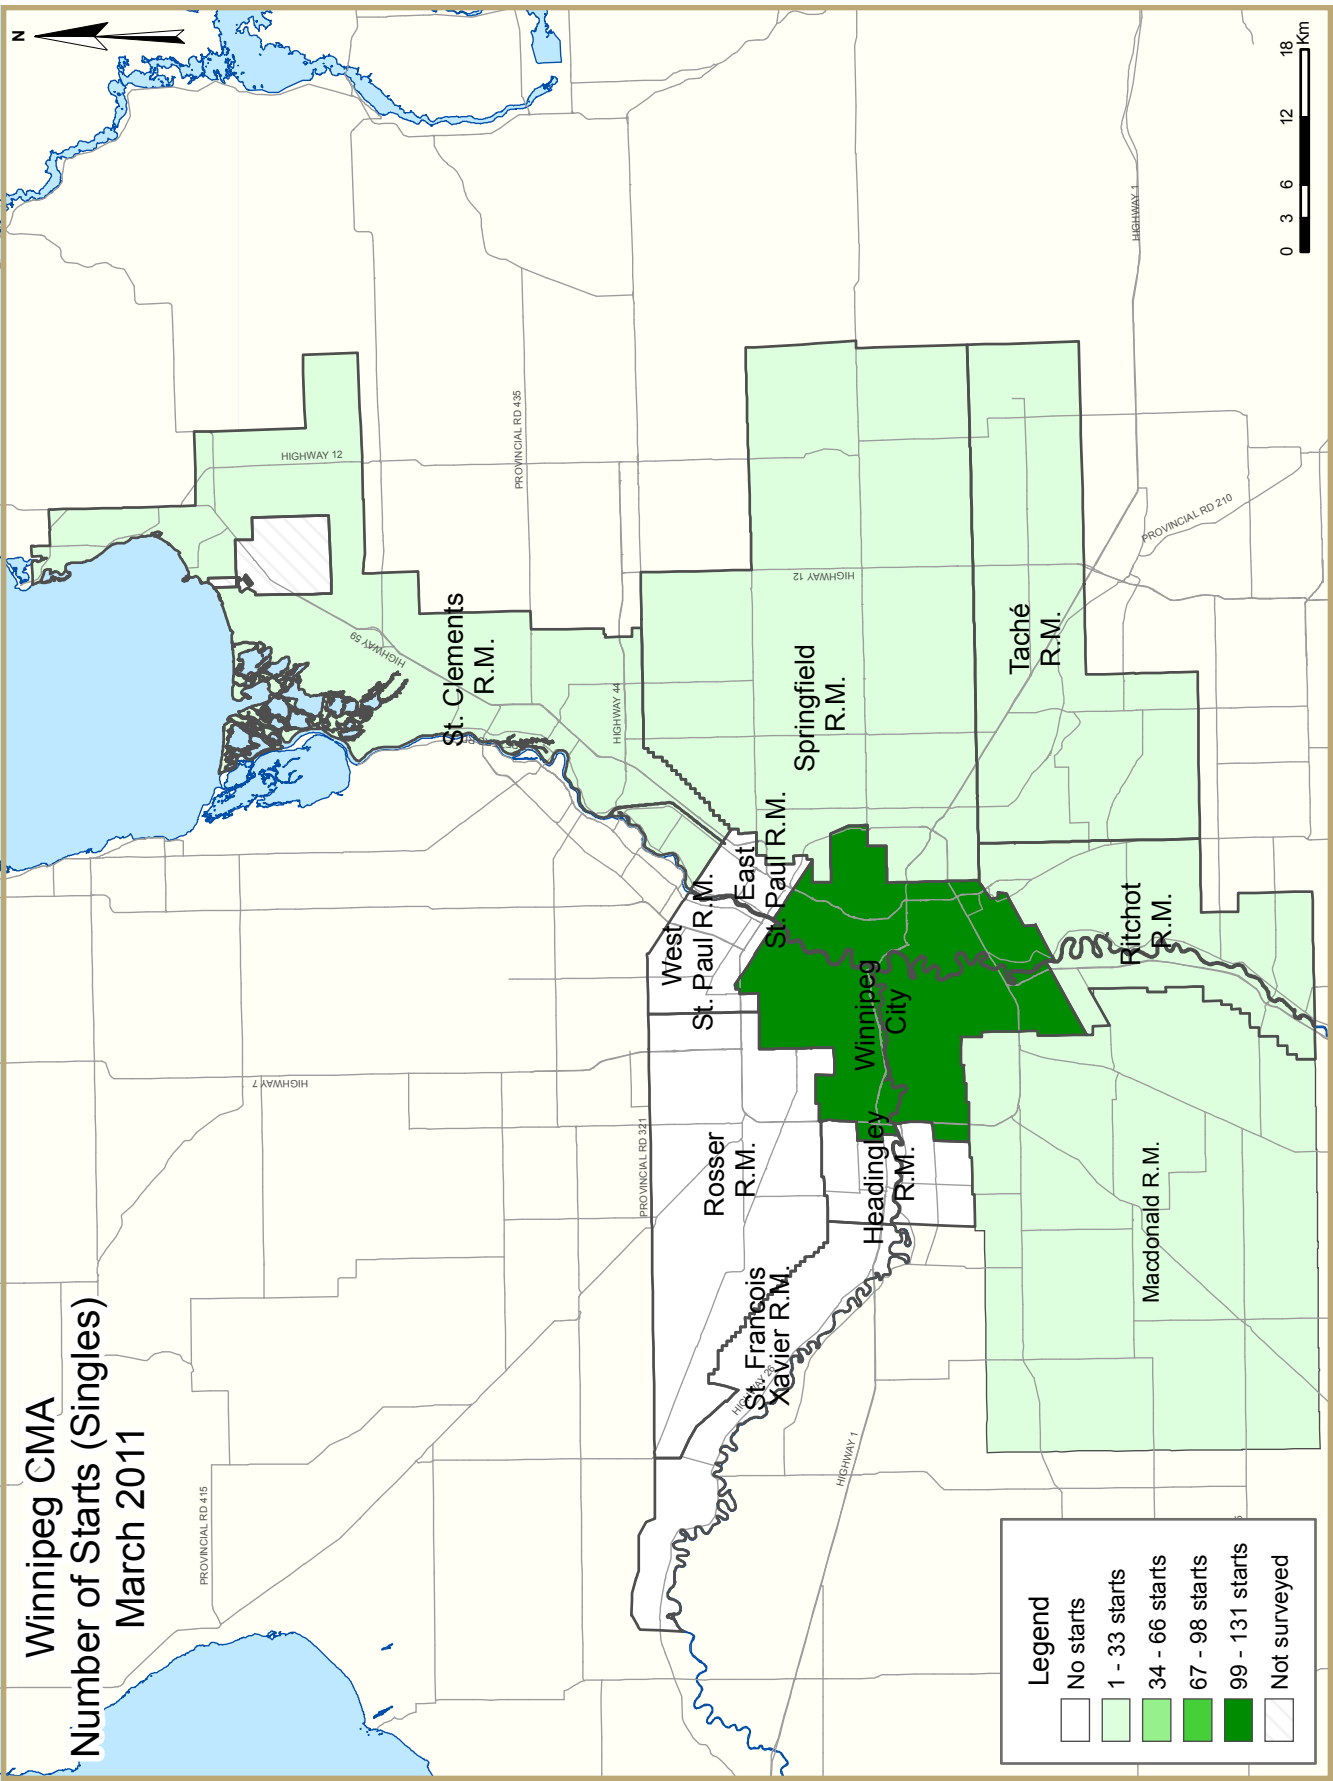 Winnipeg CMA
Number of Starts (Singles)
March 2011
N
PROVINCIAL RD 415
HIGHWAY 7
PROVINCIAL RD 321
HIGHWAY 12
PROVINCIAL RD 435
HIGHWAY 59
HIGHWAY 44
St. Clements
R.M.
West
St. Paul R.M.
East
St. Paul R.M.
Rosser
R.M.
St. Francois
Xavier R.M.
HIGHWAY 26
Headingley
R.M.
Winnipeg
City
Springfield
R.M.
HIGHWAY 12
Taché
R.M.
Ritchot
R.M.
Macdonald R.M.
HIGHWAY 1
HIGHWAY 1
PROVINCIAL RD 210
Legend
No starts
1 - 33 starts
34 - 66 starts
67 - 98 starts
99 - 131 starts
Not surveyed
0 3 6 12 18
Km